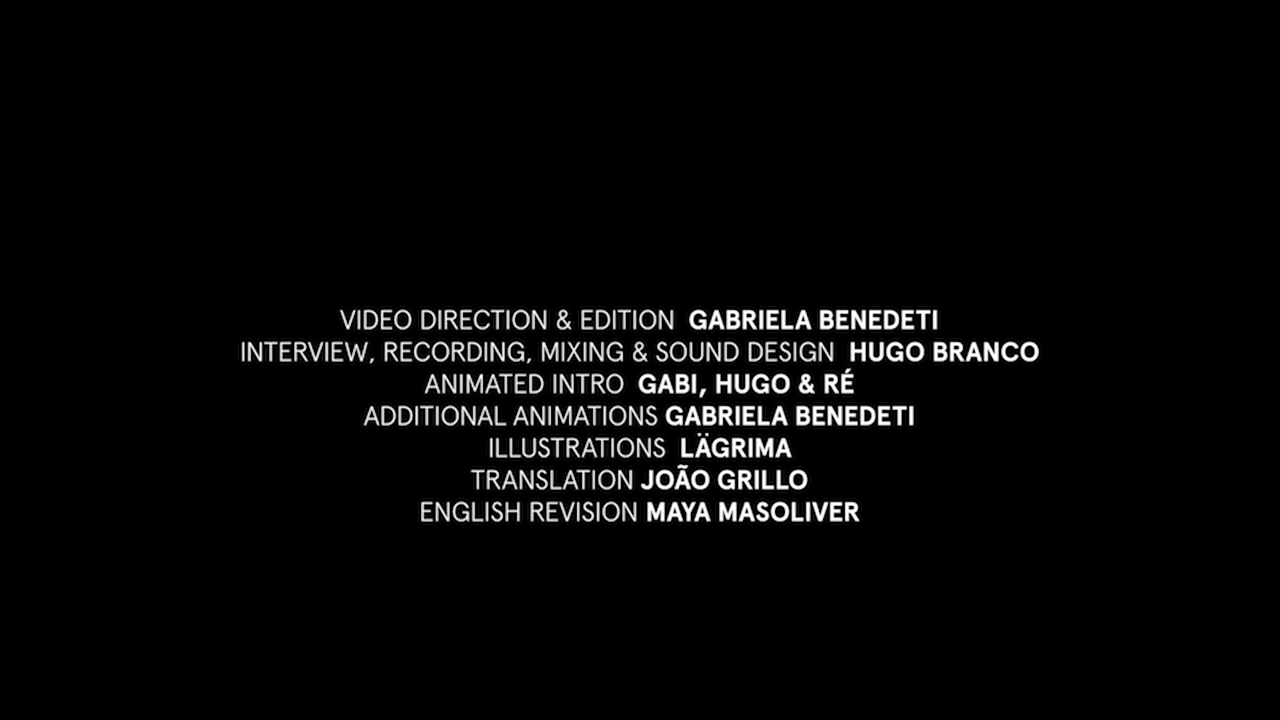 VIDEO DIRECTION & EDITION GABRIELA BENEDETI
INTERVIEW, RECORDING, MIXING & SOUND DESIGN HUGO BRANCO
ANIMATED INTRO GABI, HUGO & RÉ
ADDITIONAL ANIMATIONS GABRIELA BENEDETI
ILLUSTRATIONS LÄGRIMA
TRANSLATION JOÃO GRILLO
ENGLISH REVISION MAYA MASOLIVER